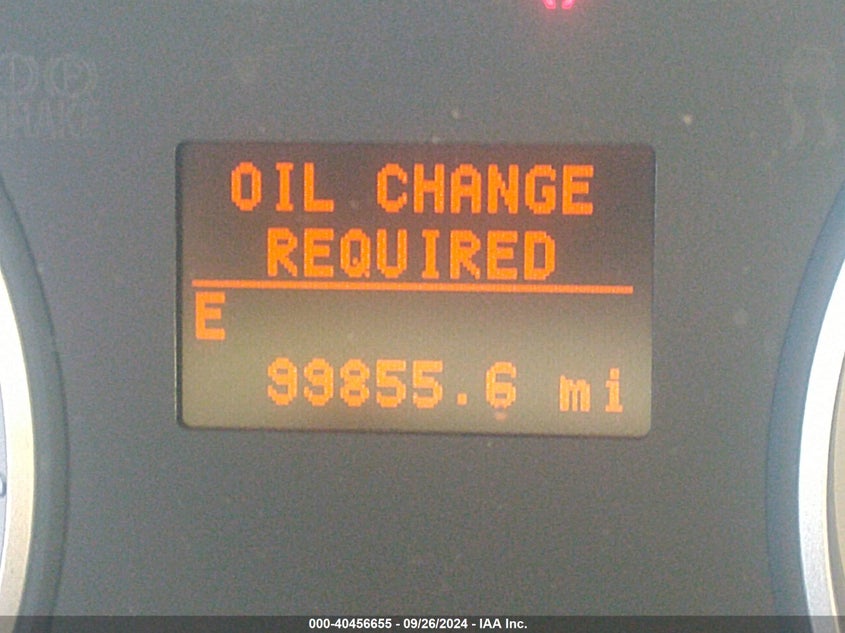 OIL CHANGE
REQUIRED
E
99855.6 mi
000-40456655 - 09/26/2024 - IAA Inc.